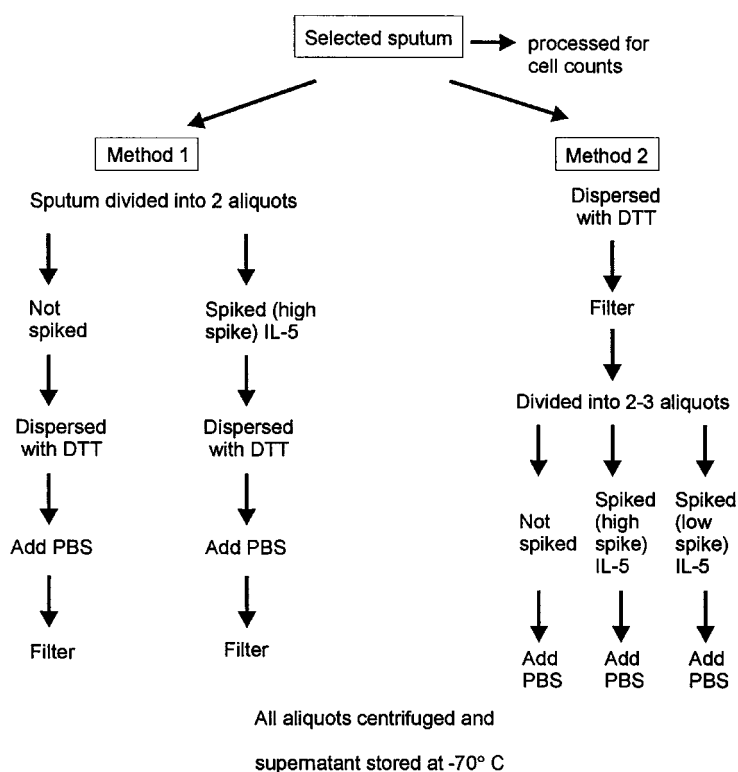 Selected sputum
processed for
cell counts
Method 1
Sputum divided into 2 aliquots
Not
spiked
Spiked (high
spike) IL-5
Dispersed
with DTT
Dispersed
with DTT
Add PBS
Add PBS
Filter
Filter
Method 2
Dispersed
with DTT
Filter
Divided into 2-3 aliquots
Not
spiked
Spiked
(high
spike)
IL-5
Spiked
(low
spike)
IL-5
Add
PBS
Add
PBS
Add
PBS
All aliquots centrifuged and
supernatant stored at -70° C